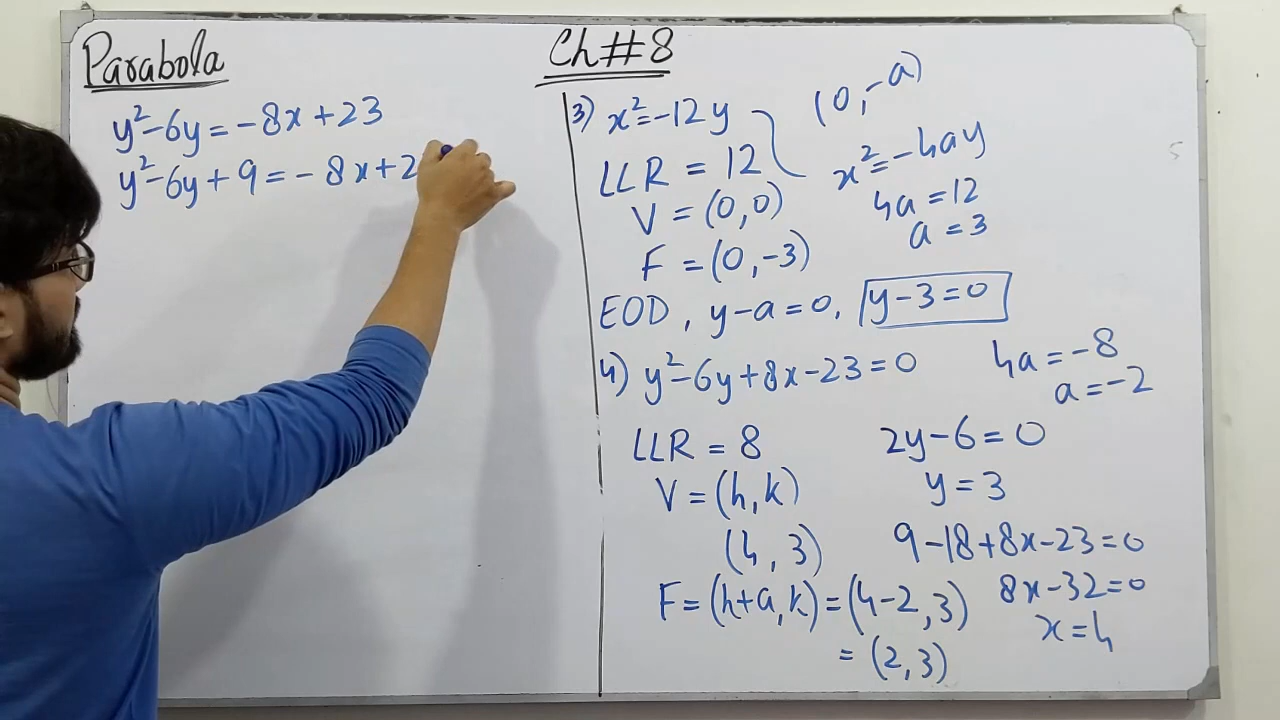 Parabola
y²-6y=-8x+23
y²-6y+9=-8x+2
Ch#8
3) x²=-12y
(0,-a)
LLR = 12
x²=-4ay
V = (0,0)
4a=12
a=3
F = (0,-3)
EOD, y-a=0, y-3=0
4) y²-6y+8x-23=0
4a=-8
a=-2
LLR = 8
2y-6=0
V=(h,k)
y=3
(4,3)
9-18+8x-23=0
F=(h+a,k)=(4-2,3)
8x-32=0
x=4
=(2,3)
5